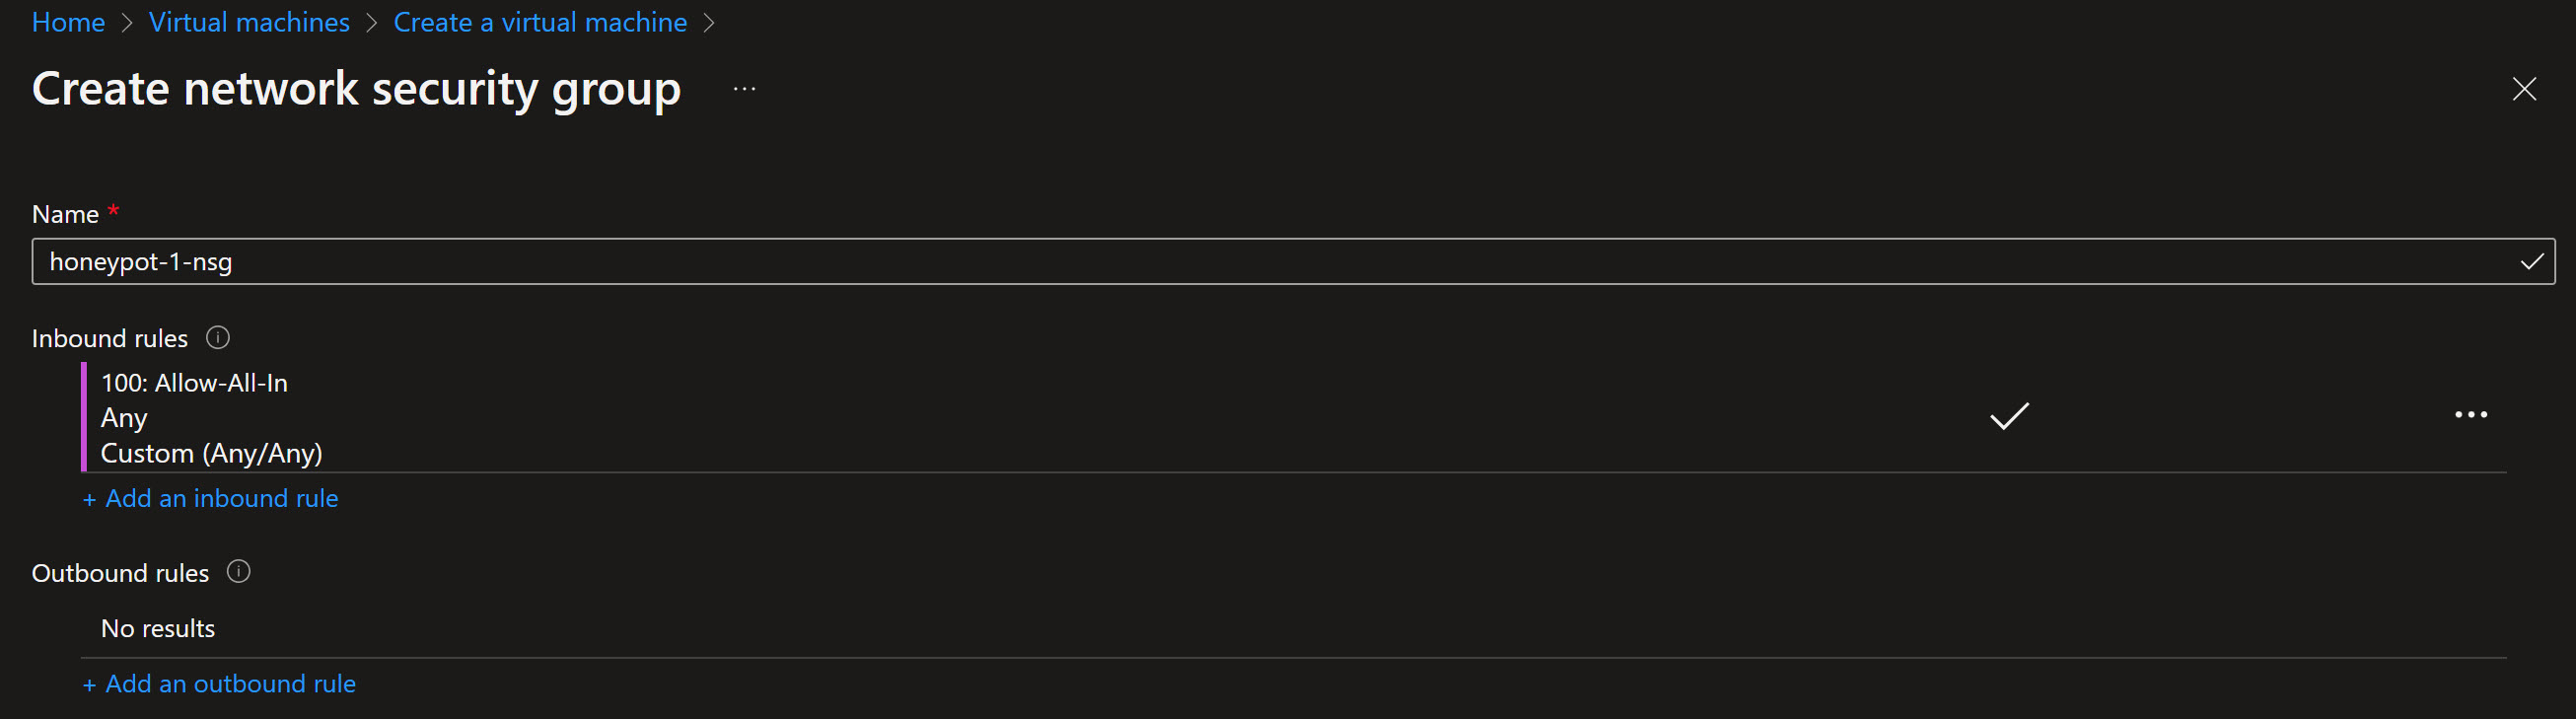 Home > Virtual machines > Create a virtual machine >
Create network security group ...
Name *
honeypot-1-nsg
Inbound rules
100: Allow-All-In
Any
Custom (Any/Any)
+ Add an inbound rule
Outbound rules
No results
+ Add an outbound rule